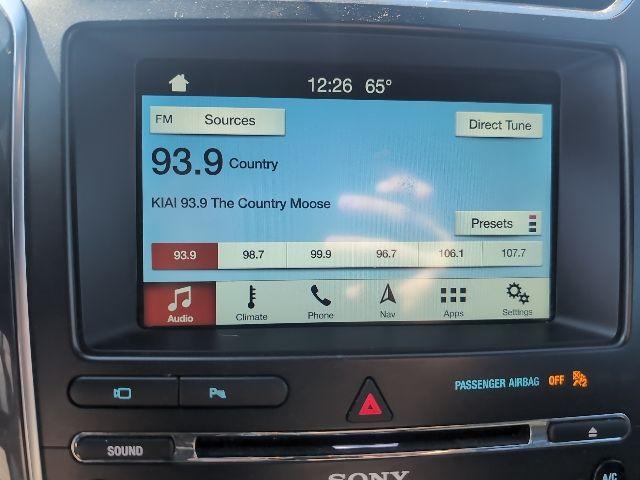 12:26 65°
FM Sources
Direct Tune
93.9 Country
KIAI 93.9 The Country Moose
Presets
93.9 98.7 99.9 96.7 106.1 107.7
Audio Climate Phone Nav Apps Settings
PASSENGER AIRBAG OFF
SOUND
SONY
A/C